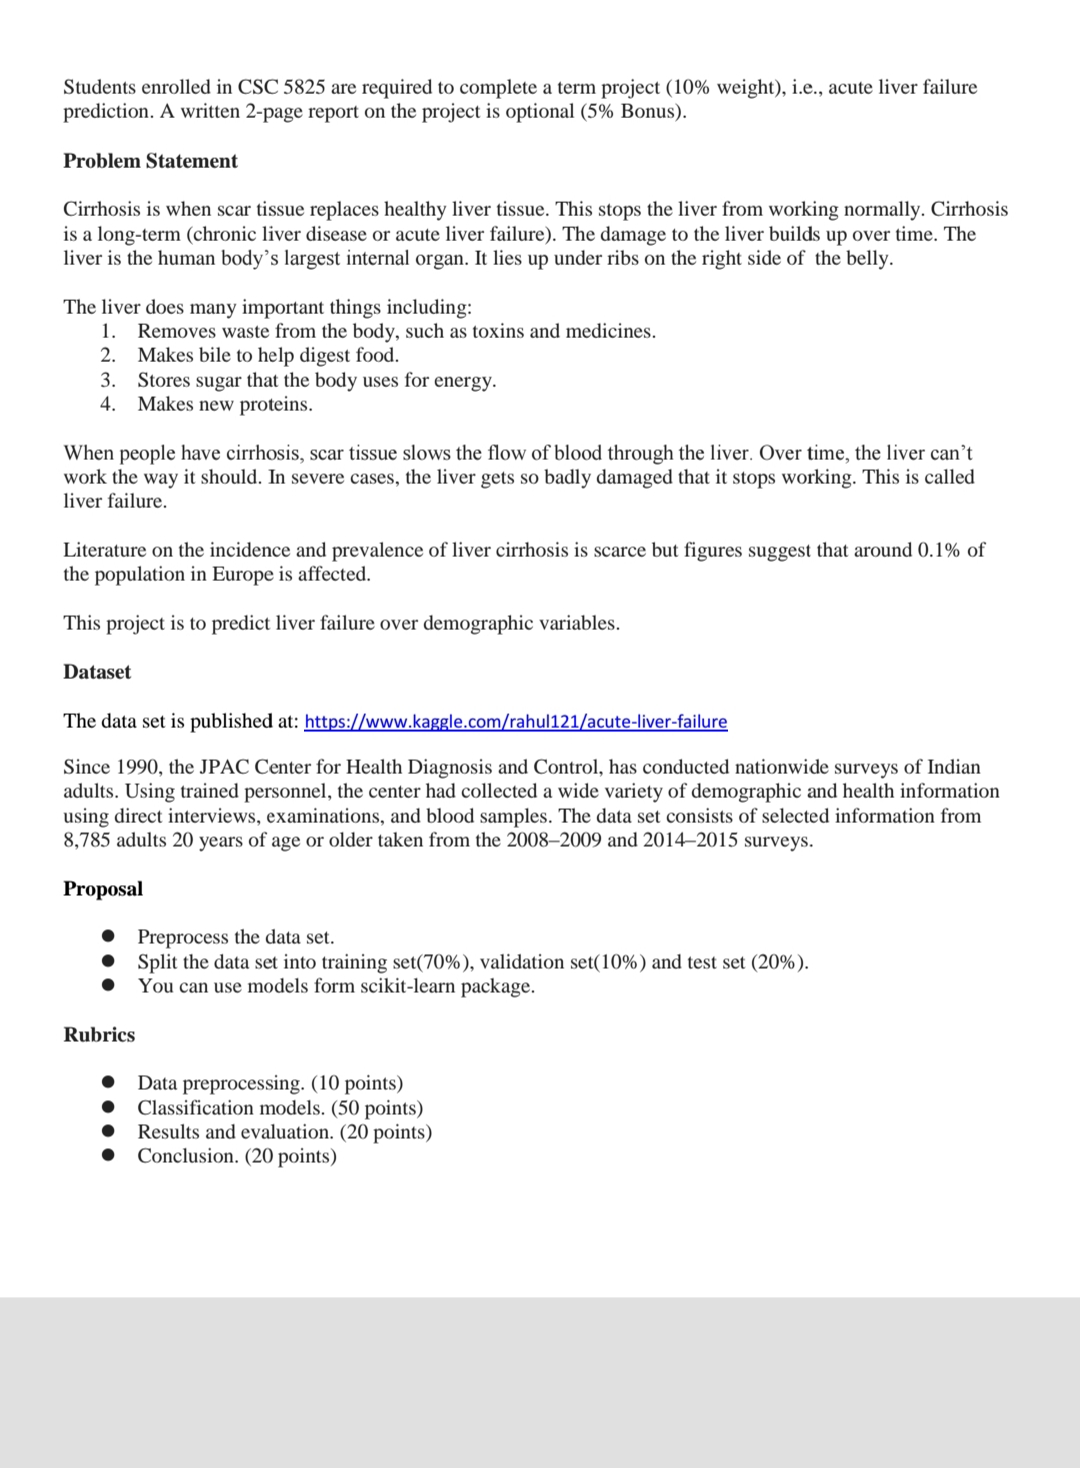 Students enrolled in CSC 5825 are required to complete a term project (10% weight), i.e., acute liver failure
prediction. A written 2-page report on the project is optional (5% Bonus).
Problem Statement
Cirrhosis is when scar tissue replaces healthy liver tissue. This stops the liver from working normally. Cirrhosis
is a long-term (chronic liver disease or acute liver failure). The damage to the liver builds up over time. The
liver is the human body’s largest internal organ. It lies up under ribs on the right side of the belly.
The liver does many important things including:
1. Removes waste from the body, such as toxins and medicines.
2. Makes bile to help digest food.
3. Stores sugar that the body uses for energy.
4. Makes new proteins.
When people have cirrhosis, scar tissue slows the flow of blood through the liver. Over time, the liver can’t
work the way it should. In severe cases, the liver gets so badly damaged that it stops working. This is called
liver failure.
Literature on the incidence and prevalence of liver cirrhosis is scarce but figures suggest that around 0.1% of
the population in Europe is affected.
This project is to predict liver failure over demographic variables.
Dataset
The data set is published at: https://www.kaggle.com/rahul121/acute-liver-failure
Since 1990, the JPAC Center for Health Diagnosis and Control, has conducted nationwide surveys of Indian
adults. Using trained personnel, the center had collected a wide variety of demographic and health information
using direct interviews, examinations, and blood samples. The data set consists of selected information from
8,785 adults 20 years of age or older taken from the 2008–2009 and 2014–2015 surveys.
Proposal
● Preprocess the data set.
● Split the data set into training set(70%), validation set(10%) and test set (20%).
● You can use models form scikit-learn package.
Rubrics
● Data preprocessing. (10 points)
● Classification models. (50 points)
● Results and evaluation. (20 points)
● Conclusion. (20 points)